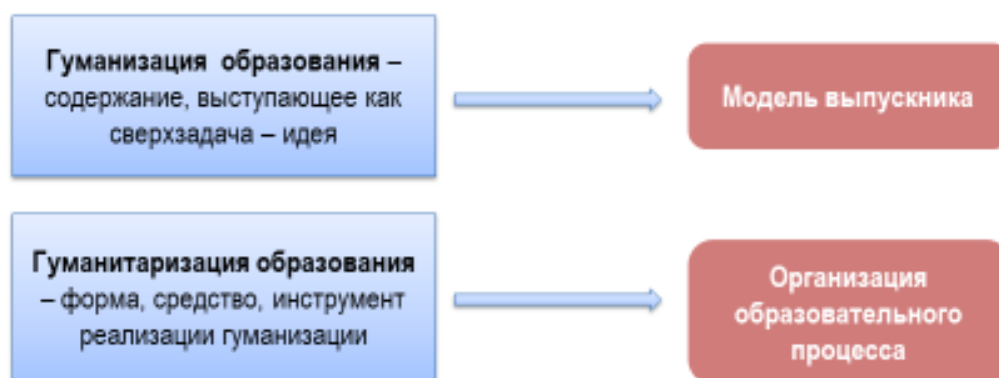 Гуманизация образования –
содержание, выступающее как
сверхзадача – идея
Модель выпускника
Гуманитаризация образования
– форма, средство, инструмент
реализации гуманизации
Организация
образовательного
процесса